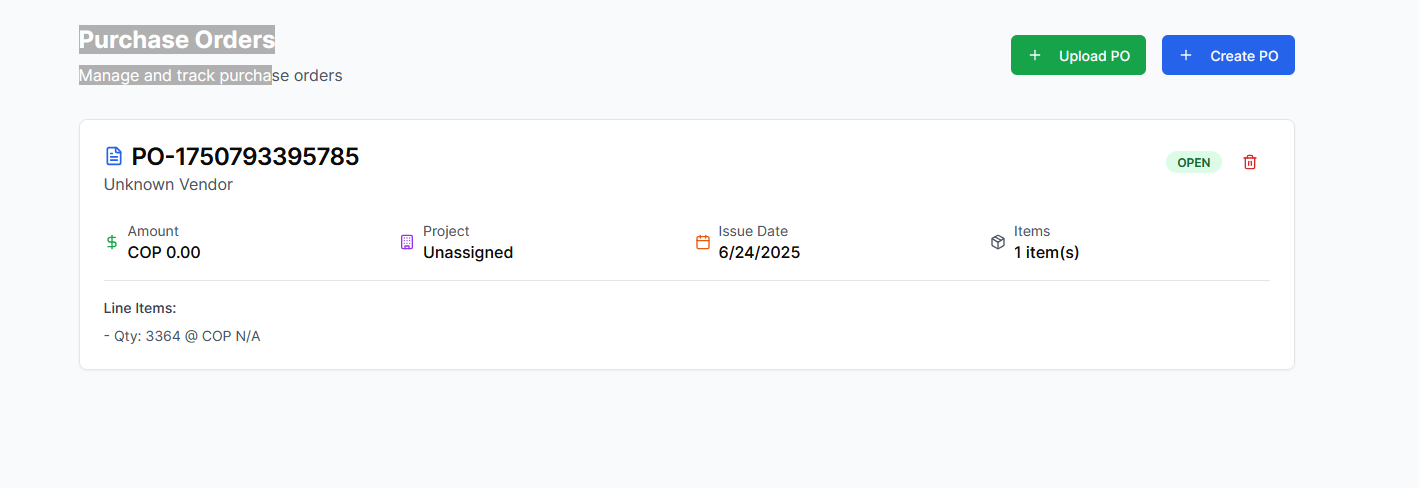 Purchase Orders
Manage and track purchase orders
+ Upload PO
+ Create PO
PO-1750793395785
Unknown Vendor
OPEN
$ Amount
COP 0.00
Project
Unassigned
Issue Date
6/24/2025
Items
1 item(s)
Line Items:
- Qty: 3364 @ COP N/A